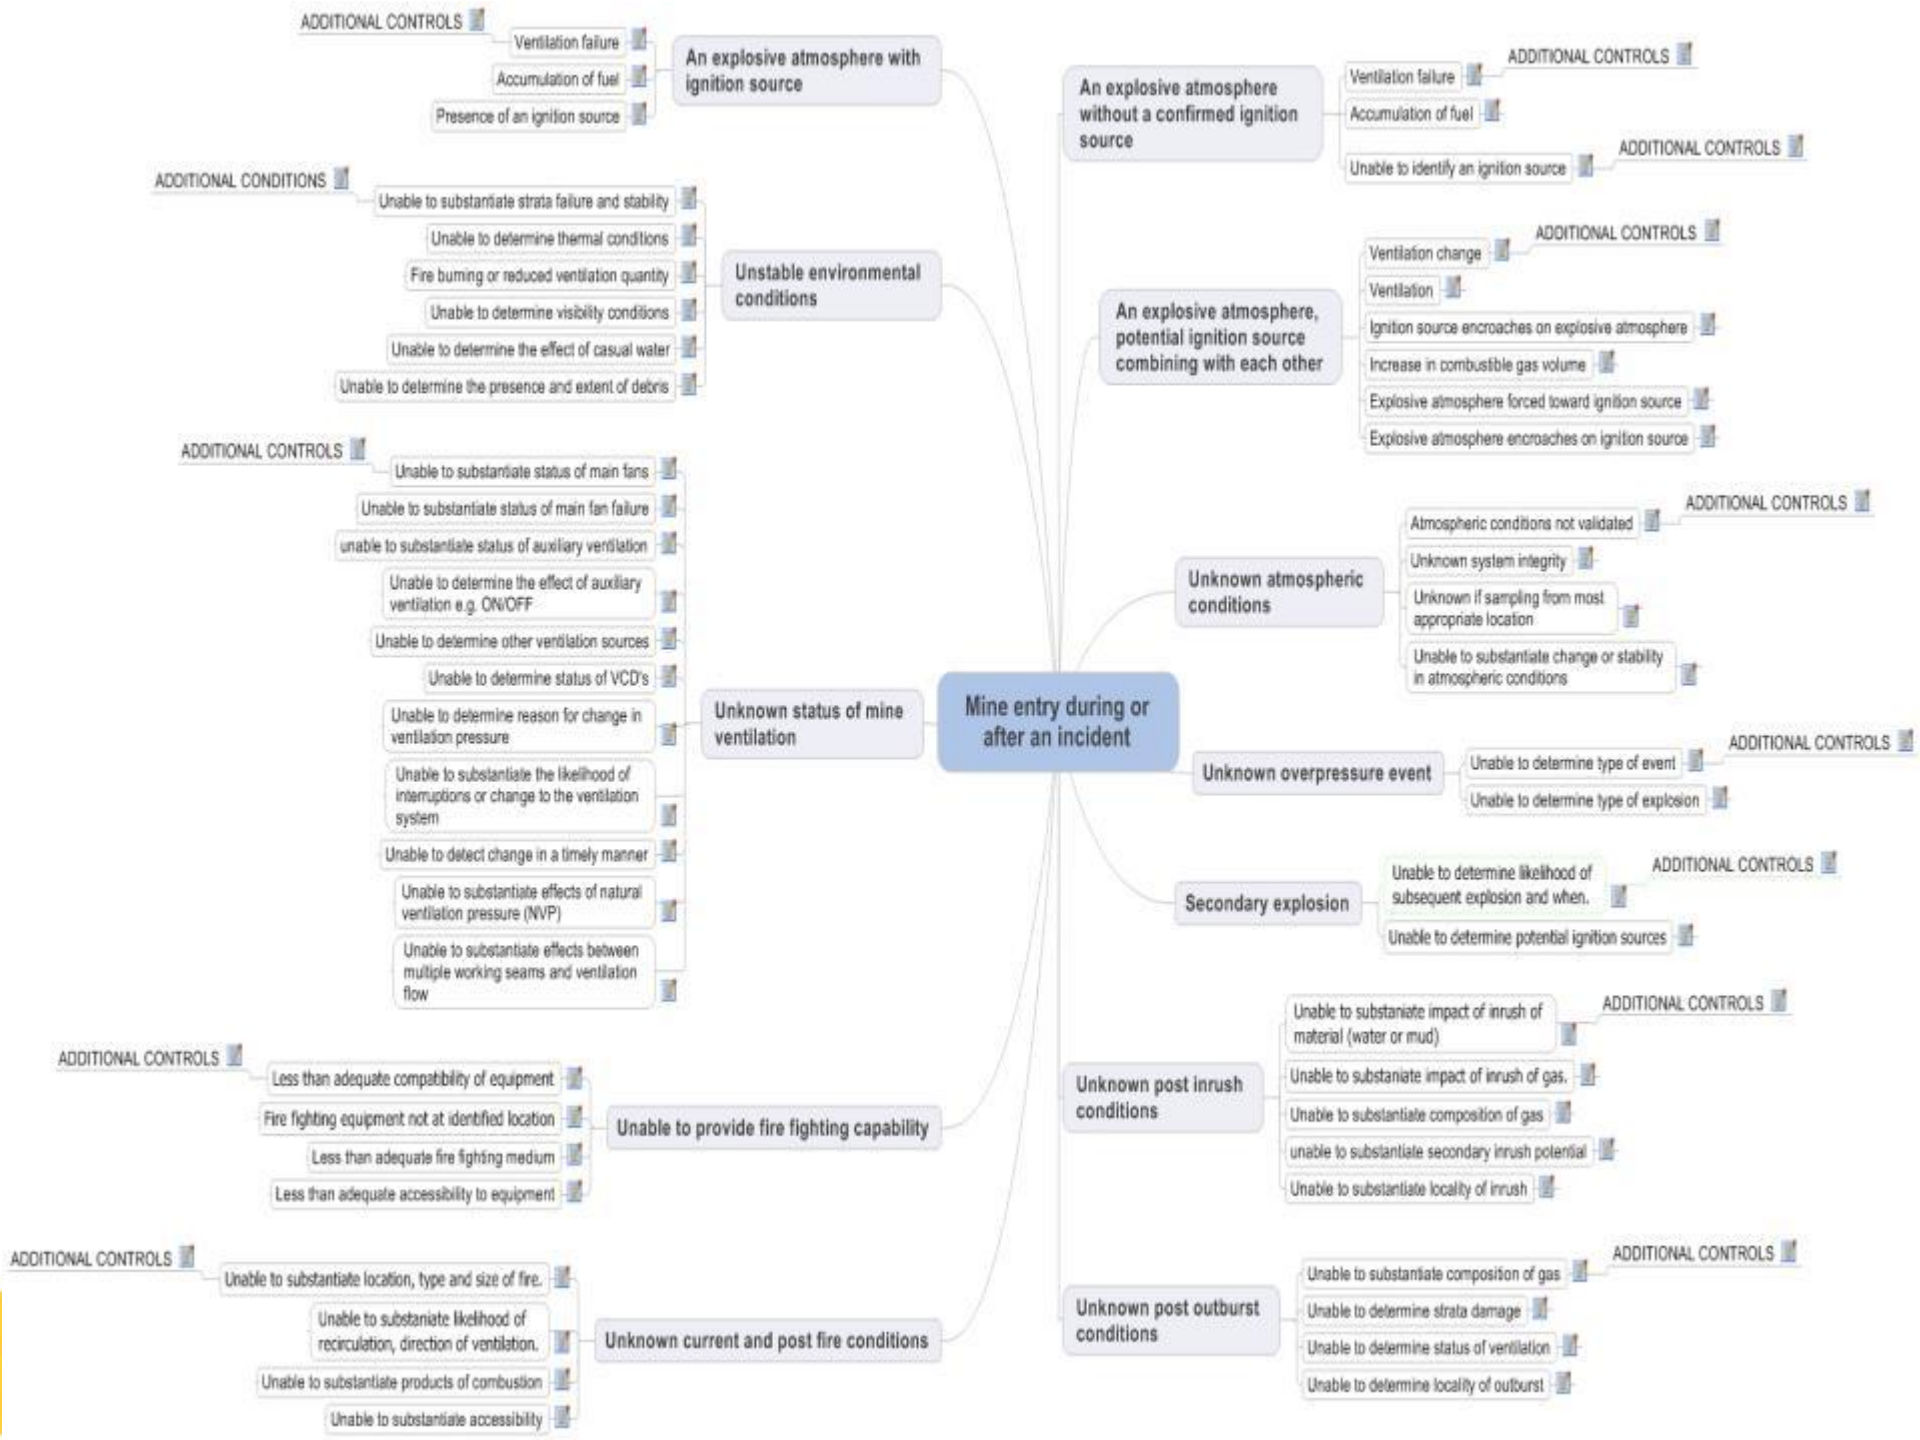 ADDITIONAL CONTROLS
Ventilation failure
Accumulation of fuel
Presence of an ignition source
An explosive atmosphere with
ignition source
ADDITIONAL CONDITIONS
Unable to substantiate strata failure and stability
Unable to determine thermal conditions
Fire burning or reduced ventilation quantity
Unable to determine visibility conditions
Unable to determine the effect of casual water
Unable to determine the presence and extent of debris
Unstable environmental
conditions
ADDITIONAL CONTROLS
Unable to substantiate status of main fans
Unable to substantiate status of main fan failure
unable to substantiate status of auxiliary ventilation
Unable to determine the effect of auxiliary
ventilation e.g. ON/OFF
Unable to determine other ventilation sources
Unable to determine status of VCD's
Unable to determine reason for change in
ventilation pressure
Unable to substantiate the likelihood of
interruptions or change to the ventilation
system
Unable to detect change in a timely manner
Unable to substantiate effects of natural
ventilation pressure (NVP)
Unable to substantiate effects between
multiple working seams and ventilation
flow
Unknown status of mine
ventilation
ADDITIONAL CONTROLS
Less than adequate compatibility of equipment
Fire fighting equipment not at identified location
Less than adequate fire fighting medium
Less than adequate accessibility to equipment
Unable to provide fire fighting capability
ADDITIONAL CONTROLS
Unable to substantiate location, type and size of fire.
Unable to substaniate likelihood of
recirculation, direction of ventilation.
Unable to substantiate products of combustion
Unable to substantiate accessibility
Unknown current and post fire conditions
Mine entry during or
after an incident
An explosive atmosphere
without a confirmed ignition
source
Ventilation failure
ADDITIONAL CONTROLS
Accumulation of fuel
Unable to identify an ignition source
ADDITIONAL CONTROLS
An explosive atmosphere,
potential ignition source
combining with each other
Ventilation change
ADDITIONAL CONTROLS
Ventilation
Ignition source encroaches on explosive atmosphere
Increase in combustible gas volume
Explosive atmosphere forced toward ignition source
Explosive atmosphere encroaches on ignition source
Unknown atmospheric
conditions
Atmospheric conditions not validated
ADDITIONAL CONTROLS
Unknown system integrity
Unknown if sampling from most
appropriate location
Unable to substantiate change or stability
in atmospheric conditions
Unknown overpressure event
Unable to determine type of event
ADDITIONAL CONTROLS
Unable to determine type of explosion
Secondary explosion
Unable to determine likelihood of
subsequent explosion and when.
ADDITIONAL CONTROLS
Unable to determine potential ignition sources
Unknown post inrush
conditions
Unable to substaniate impact of inrush of
material (water or mud)
ADDITIONAL CONTROLS
Unable to substaniate impact of inrush of gas.
Unable to substantiate composition of gas
unable to substantiate secondary inrush potential
Unable to substantiate locality of inrush
Unknown post outburst
conditions
Unable to substantiate composition of gas
ADDITIONAL CONTROLS
Unable to determine strata damage
Unable to determine status of ventilation
Unable to determine locality of outburst